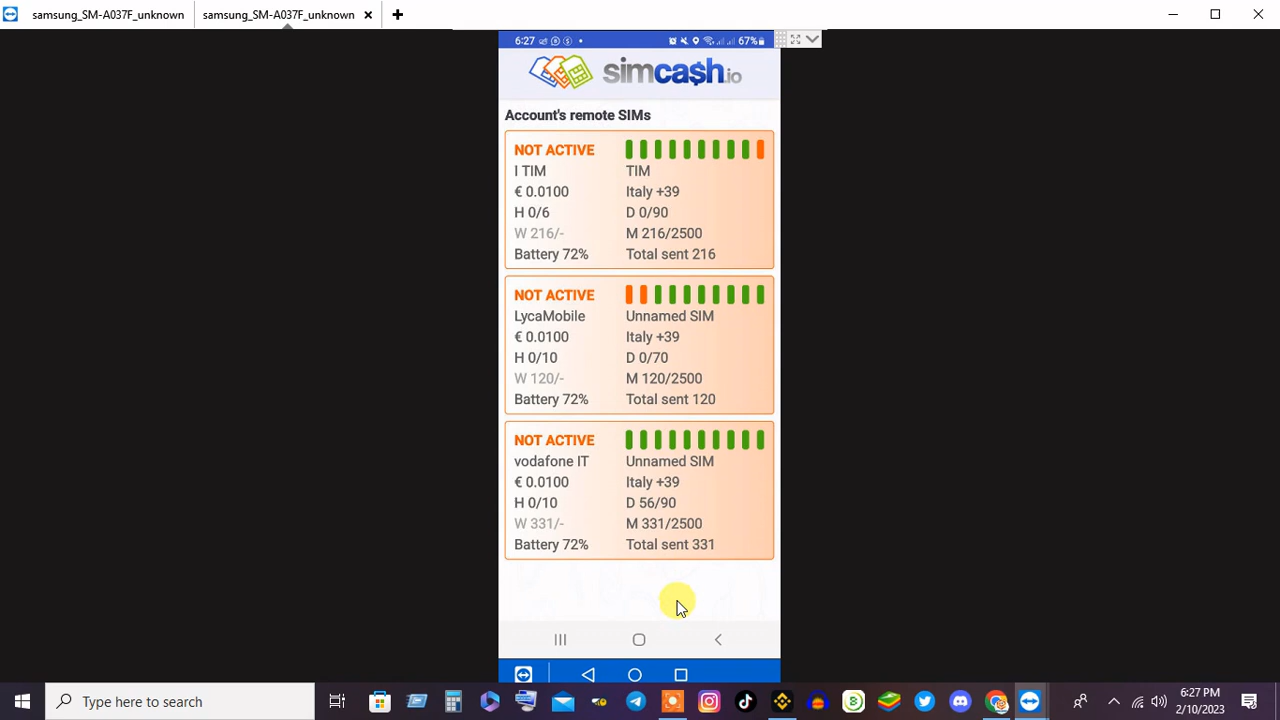 samsung_SM-A037F_unknown
samsung_SM-A037F_unknown
6:27
67%
simca$h.io
Account's remote SIMs
NOT ACTIVE
I TIM TIM
€ 0.0100 Italy +39
H 0/6 D 0/90
W 216/- M 216/2500
Battery 72% Total sent 216
NOT ACTIVE
LycaMobile Unnamed SIM
€ 0.0100 Italy +39
H 0/10 D 0/70
W 120/- M 120/2500
Battery 72% Total sent 120
NOT ACTIVE
vodafone IT Unnamed SIM
€ 0.0100 Italy +39
H 0/10 D 56/90
W 331/- M 331/2500
Battery 72% Total sent 331
Type here to search
6:27 PM
2/10/2023